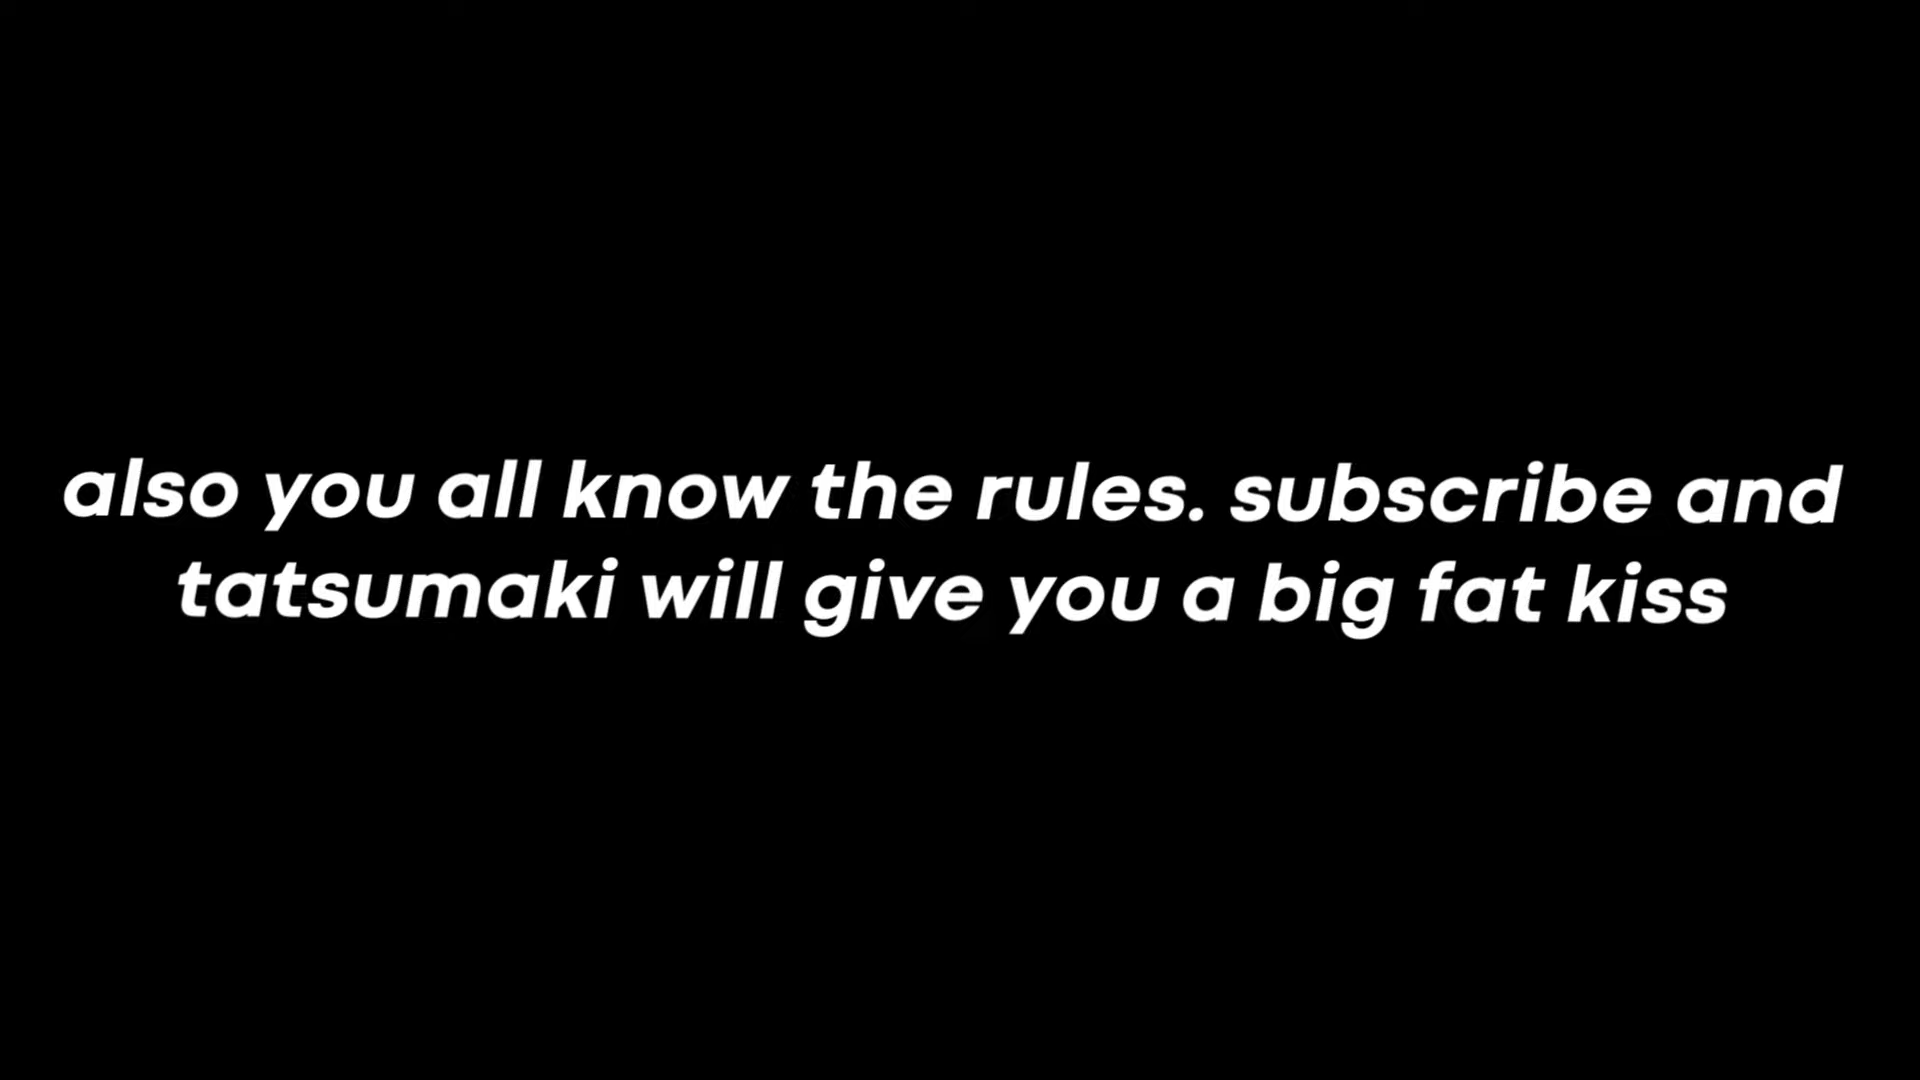 also you all know the rules. subscribe and
tatsumaki will give you a big fat kiss